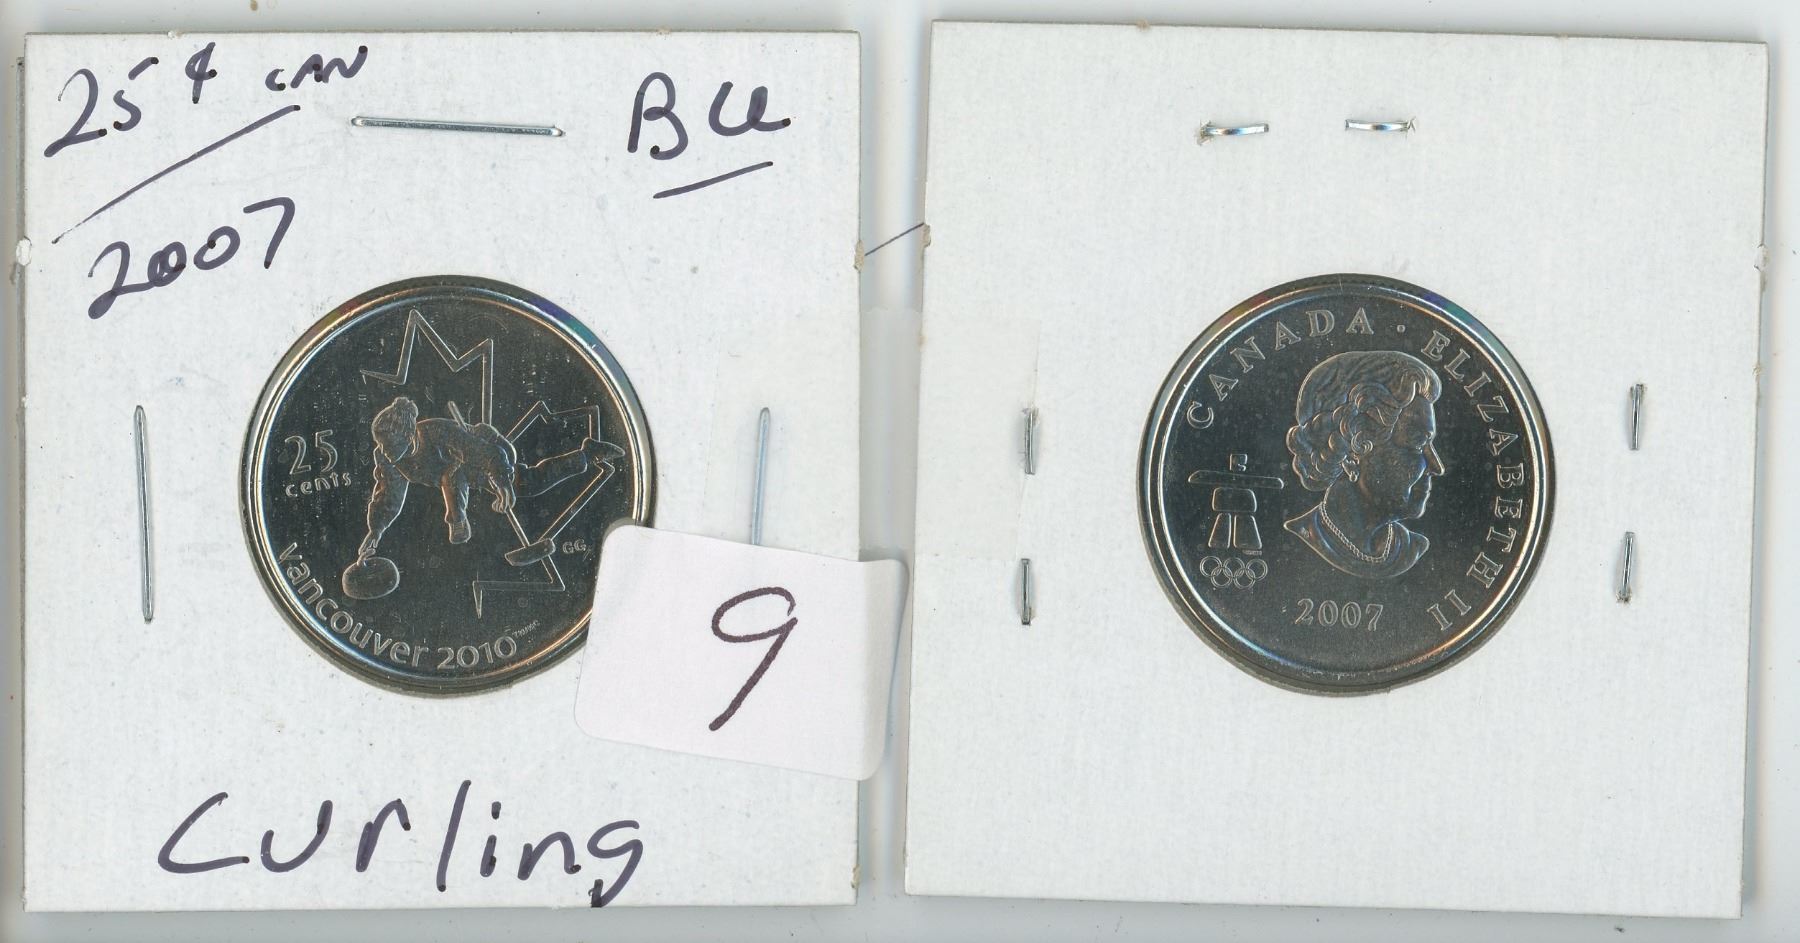 25¢ CAN
BU
2007
25
cents
GG
Vancouver 2010
9
Curling
CANADA · ELIZABETH II
2007